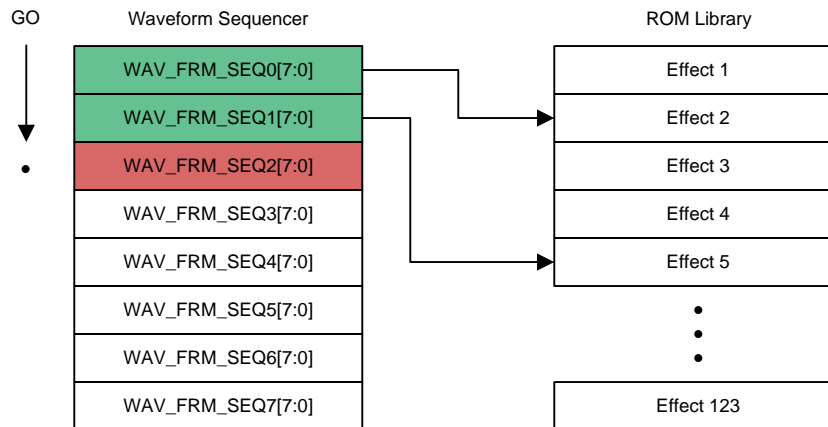 GO
Waveform Sequencer
ROM Library
WAV_FRM_SEQ0[7:0]
WAV_FRM_SEQ1[7:0]
WAV_FRM_SEQ2[7:0]
WAV_FRM_SEQ3[7:0]
WAV_FRM_SEQ4[7:0]
WAV_FRM_SEQ5[7:0]
WAV_FRM_SEQ6[7:0]
WAV_FRM_SEQ7[7:0]
Effect 1
Effect 2
Effect 3
Effect 4
Effect 5
Effect 123